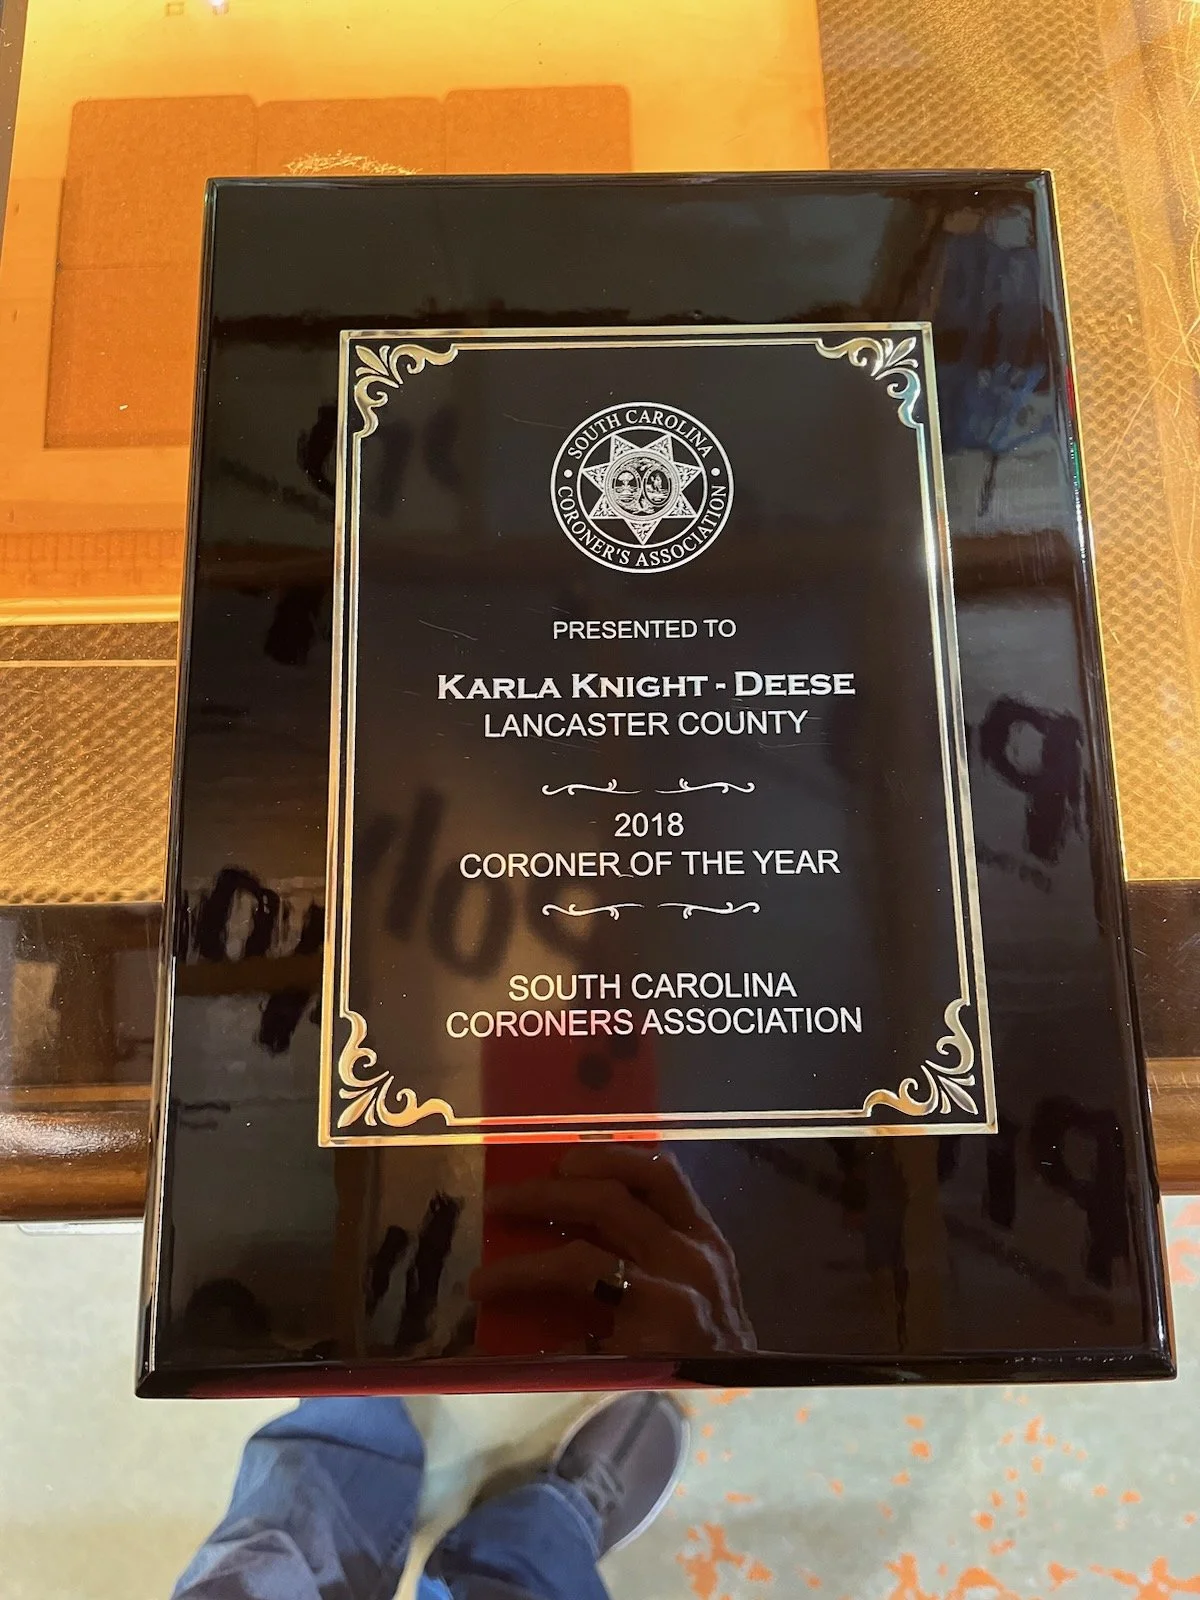 SOUTH CAROLINA
CORONER'S ASSOCIATION
PRESENTED TO
KARLA KNIGHT - DEESE
LANCASTER COUNTY
2018
CORONER OF THE YEAR
SOUTH CAROLINA
CORONERS ASSOCIATION